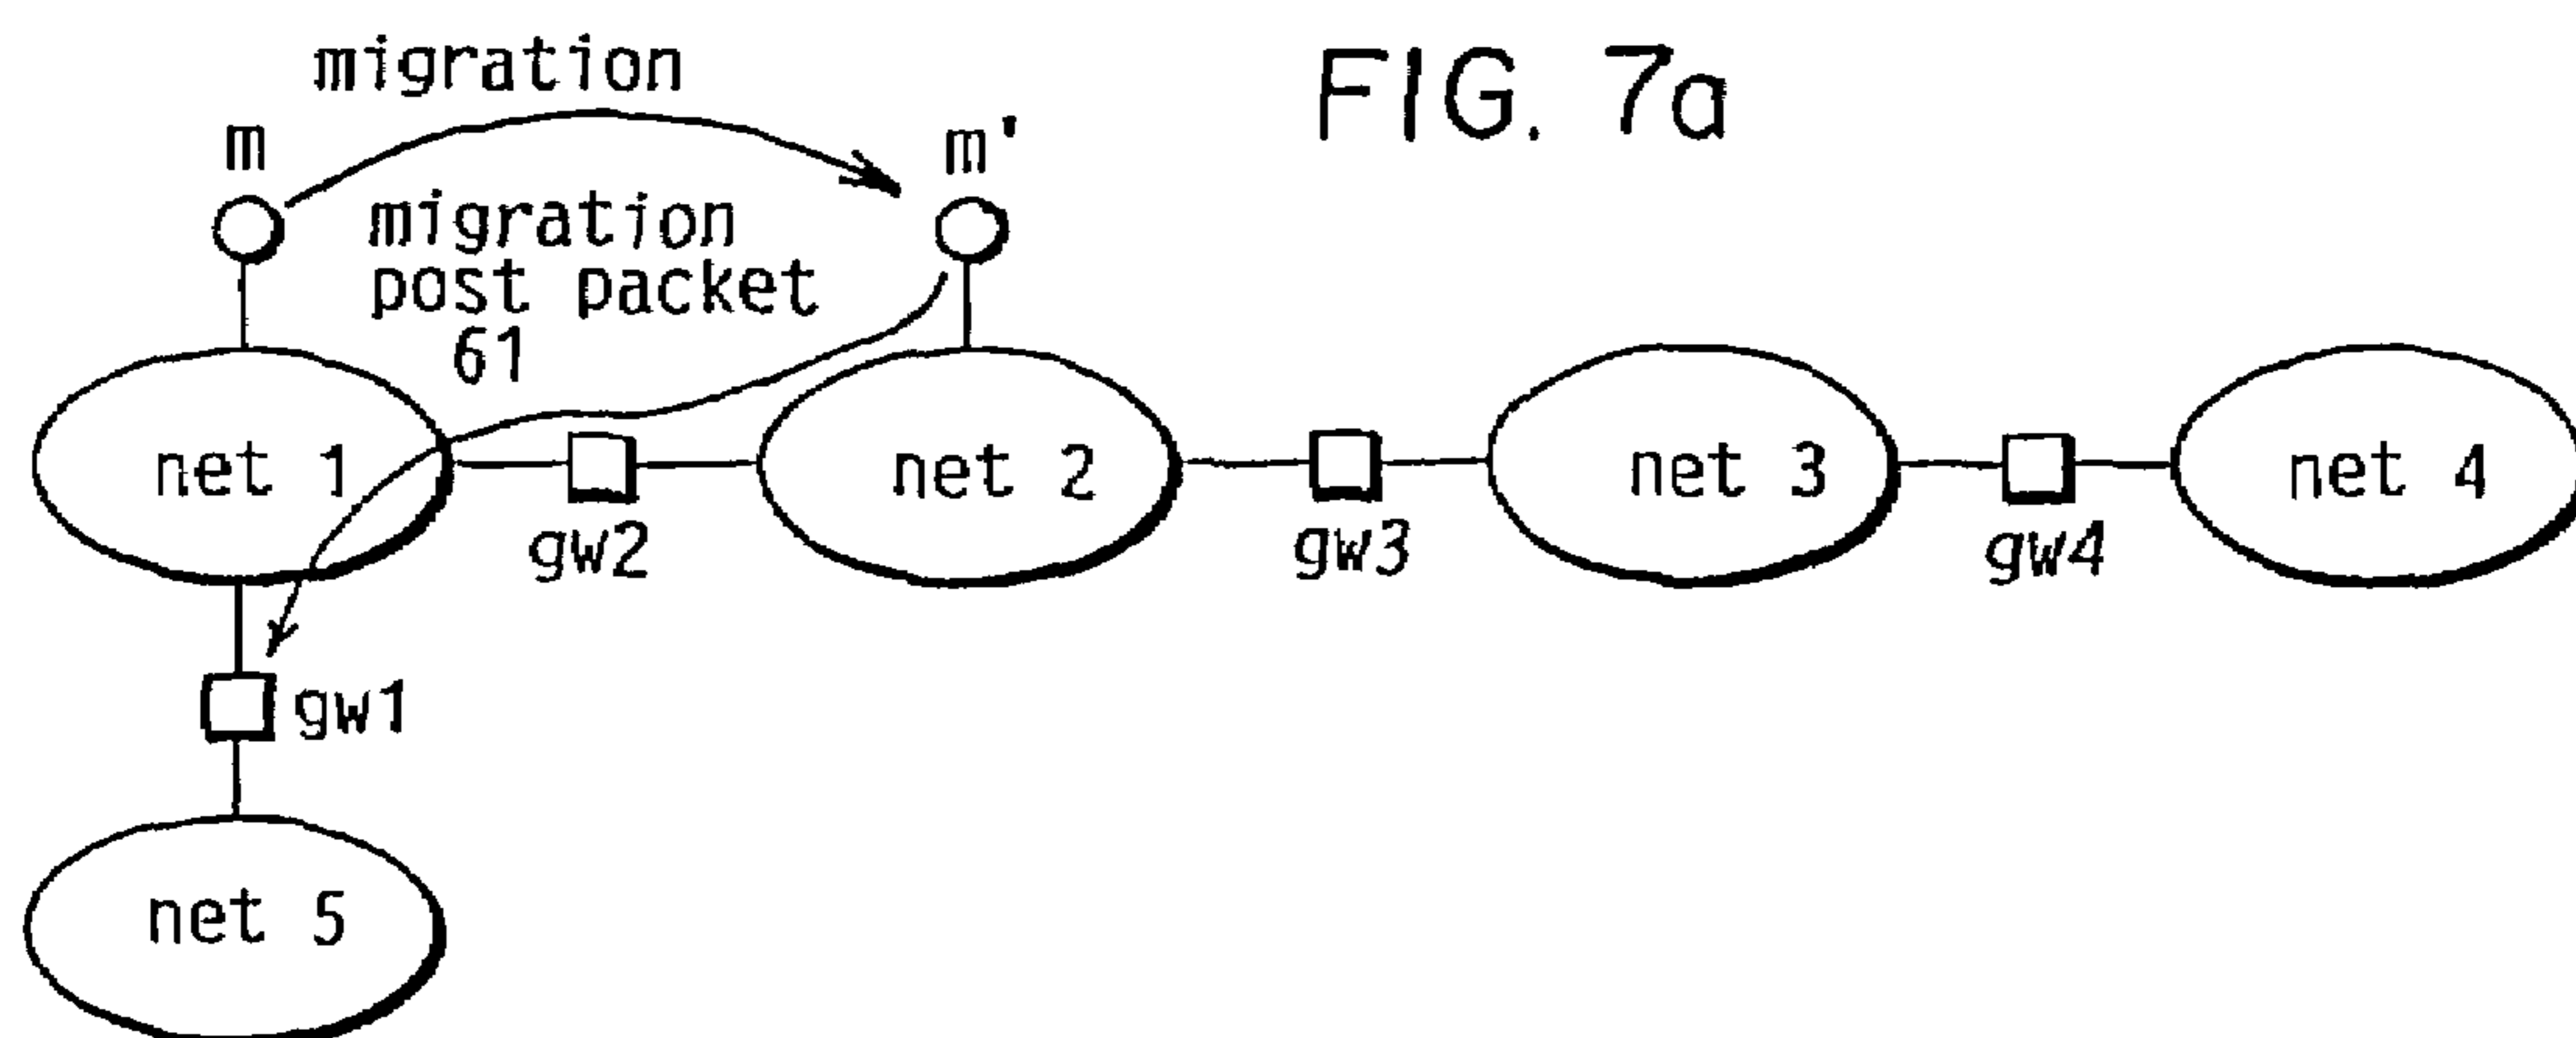 migration
FIG. 7a
m
m'
migration
post packet
61
net 1
net 2
net 3
net 4
gw2
gw3
gw4
gw1
net 5